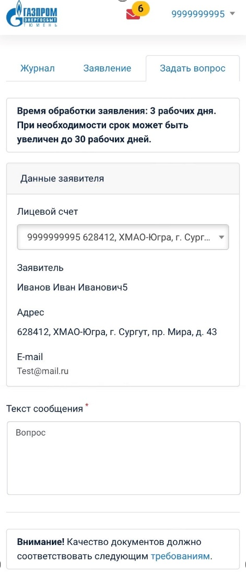 ГАЗПРОМ
ЭНЕРГОСБЫТ
ТЮМЕНЬ
6
9999999995
Журнал
Заявление
Задать вопрос
Время обработки заявления: 3 рабочих дня.
При необходимости срок может быть
увеличен до 30 рабочих дней.
Данные заявителя
Лицевой счет
9999999995 628412, ХМАО-Югра, г. Сург...
Заявитель
Иванов Иван Иванович5
Адрес
628412, ХМАО-Югра, г. Сургут, пр. Мира, д. 43
E-mail
Test@mail.ru
Текст сообщения *
Вопрос
Внимание! Качество документов должно
соответствовать следующим требованиям.